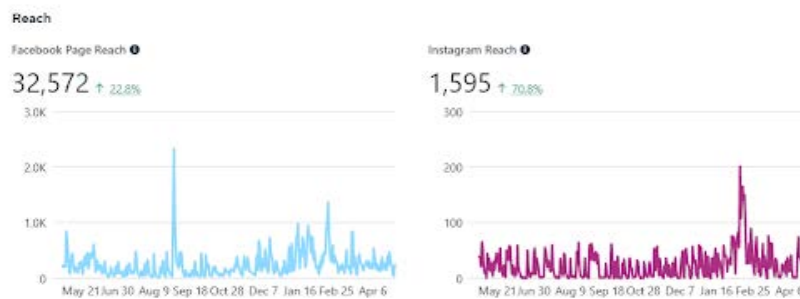 Reach
Facebook Page Reach
32,572 ↑ 22.8%
3.0K
2.0K
1.0K
0
May 21 Jun 30 Aug 9 Sep 18 Oct 28 Dec 7 Jan 16 Feb 25 Apr 6
Instagram Reach
1,595 ↑ 70.8%
300
200
100
0
May 21 Jun 30 Aug 9 Sep 18 Oct 28 Dec 7 Jan 16 Feb 25 Apr